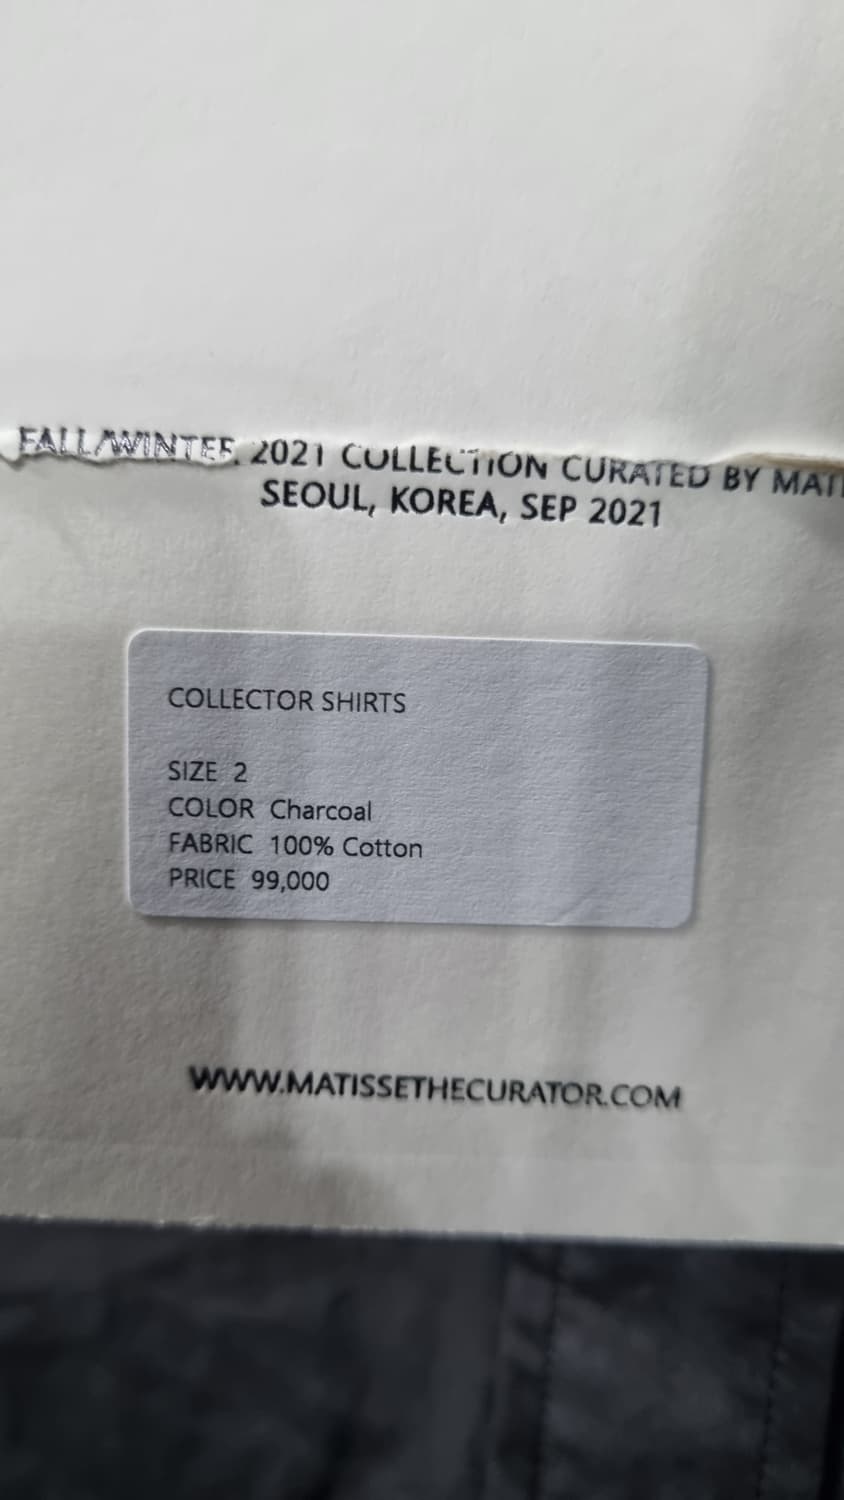 FALL/WINTER 2021 COLLECTION CURATED BY
SEOUL, KOREA, SEP 2021
COLLECTOR SHIRTS
SIZE 2
COLOR Charcoal
FABRIC 100% Cotton
PRICE 99,000
WWW.MATISSETHECURATOR.COM